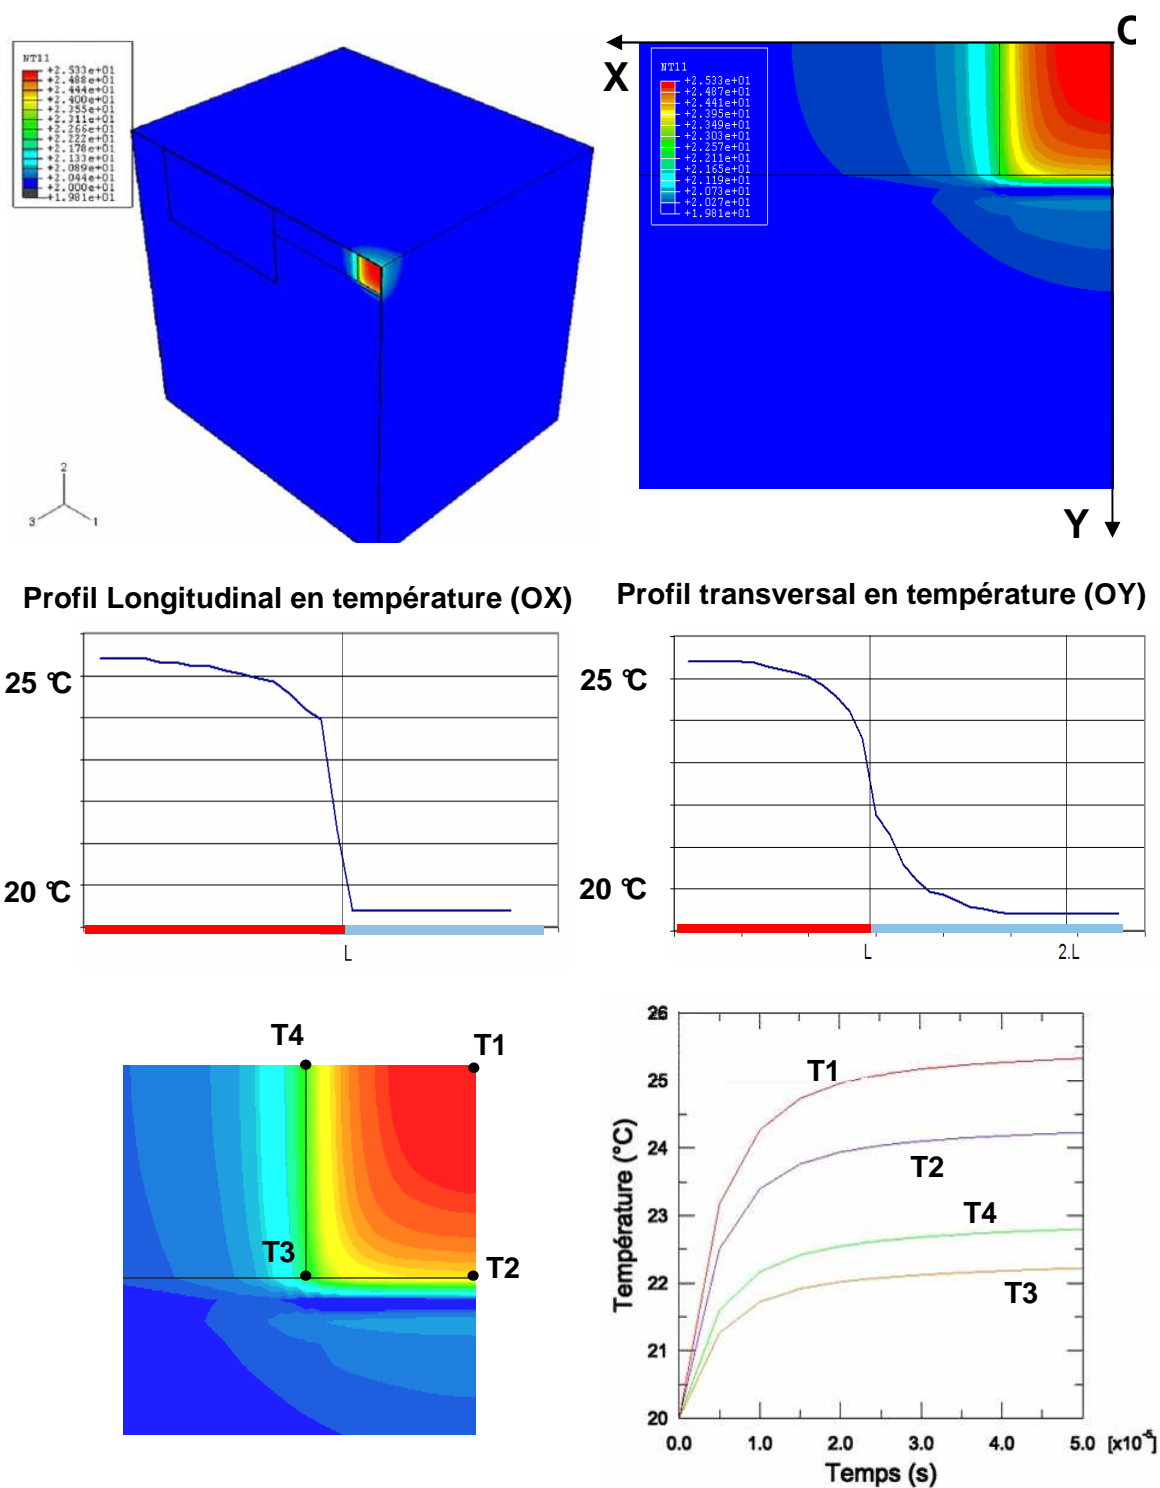 NT11
+2.533e+01
+2.488e+01
+2.444e+01
+2.400e+01
+2.355e+01
+2.311e+01
+2.266e+01
+2.222e+01
+2.178e+01
+2.133e+01
+2.089e+01
+2.044e+01
+2.000e+01
+1.981e+01
2
3
1
X
NT11
+2.533e+01
+2.487e+01
+2.441e+01
+2.395e+01
+2.349e+01
+2.303e+01
+2.257e+01
+2.211e+01
+2.165e+01
+2.119e+01
+2.073e+01
+2.027e+01
+1.981e+01
Y
Profil Longitudinal en température (OX)
25 °C
20 °C
L
Profil transversal en température (OY)
25 °C
20 °C
L
2.L
T4
T1
T3
T2
Température (°C)
26
25
24
23
22
21
20
T1
T2
T4
T3
0.0
1.0
2.0
3.0
4.0
5.0
[x10⁻⁵]
Temps (s)